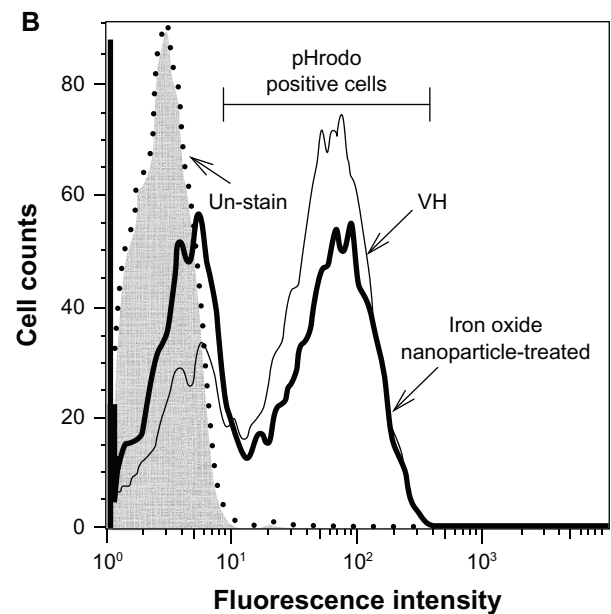 B
pHrodo
positive cells
Un-stain
VH
Iron oxide
nanoparticle-treated
Cell counts
80
60
40
20
0
10⁰
10¹
10²
10³
Fluorescence intensity